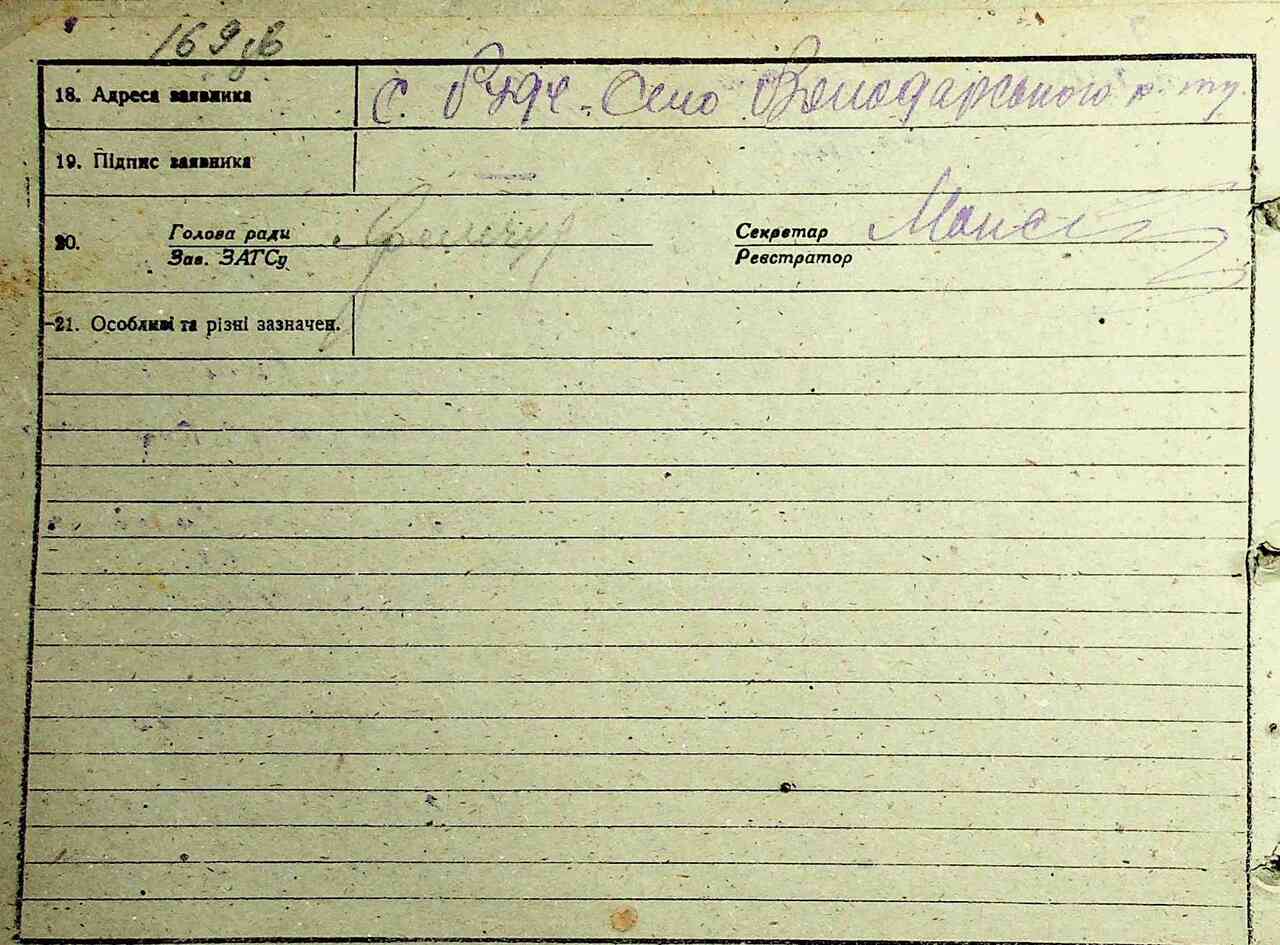 169 зв
18. Адреса заявника с. Руде-Село Володарського р. ту.
19. Підпис заявника
20. Голова ради Секретар
Зав. ЗАГСу Реєстратор
21. Особливі та різні зазначен.